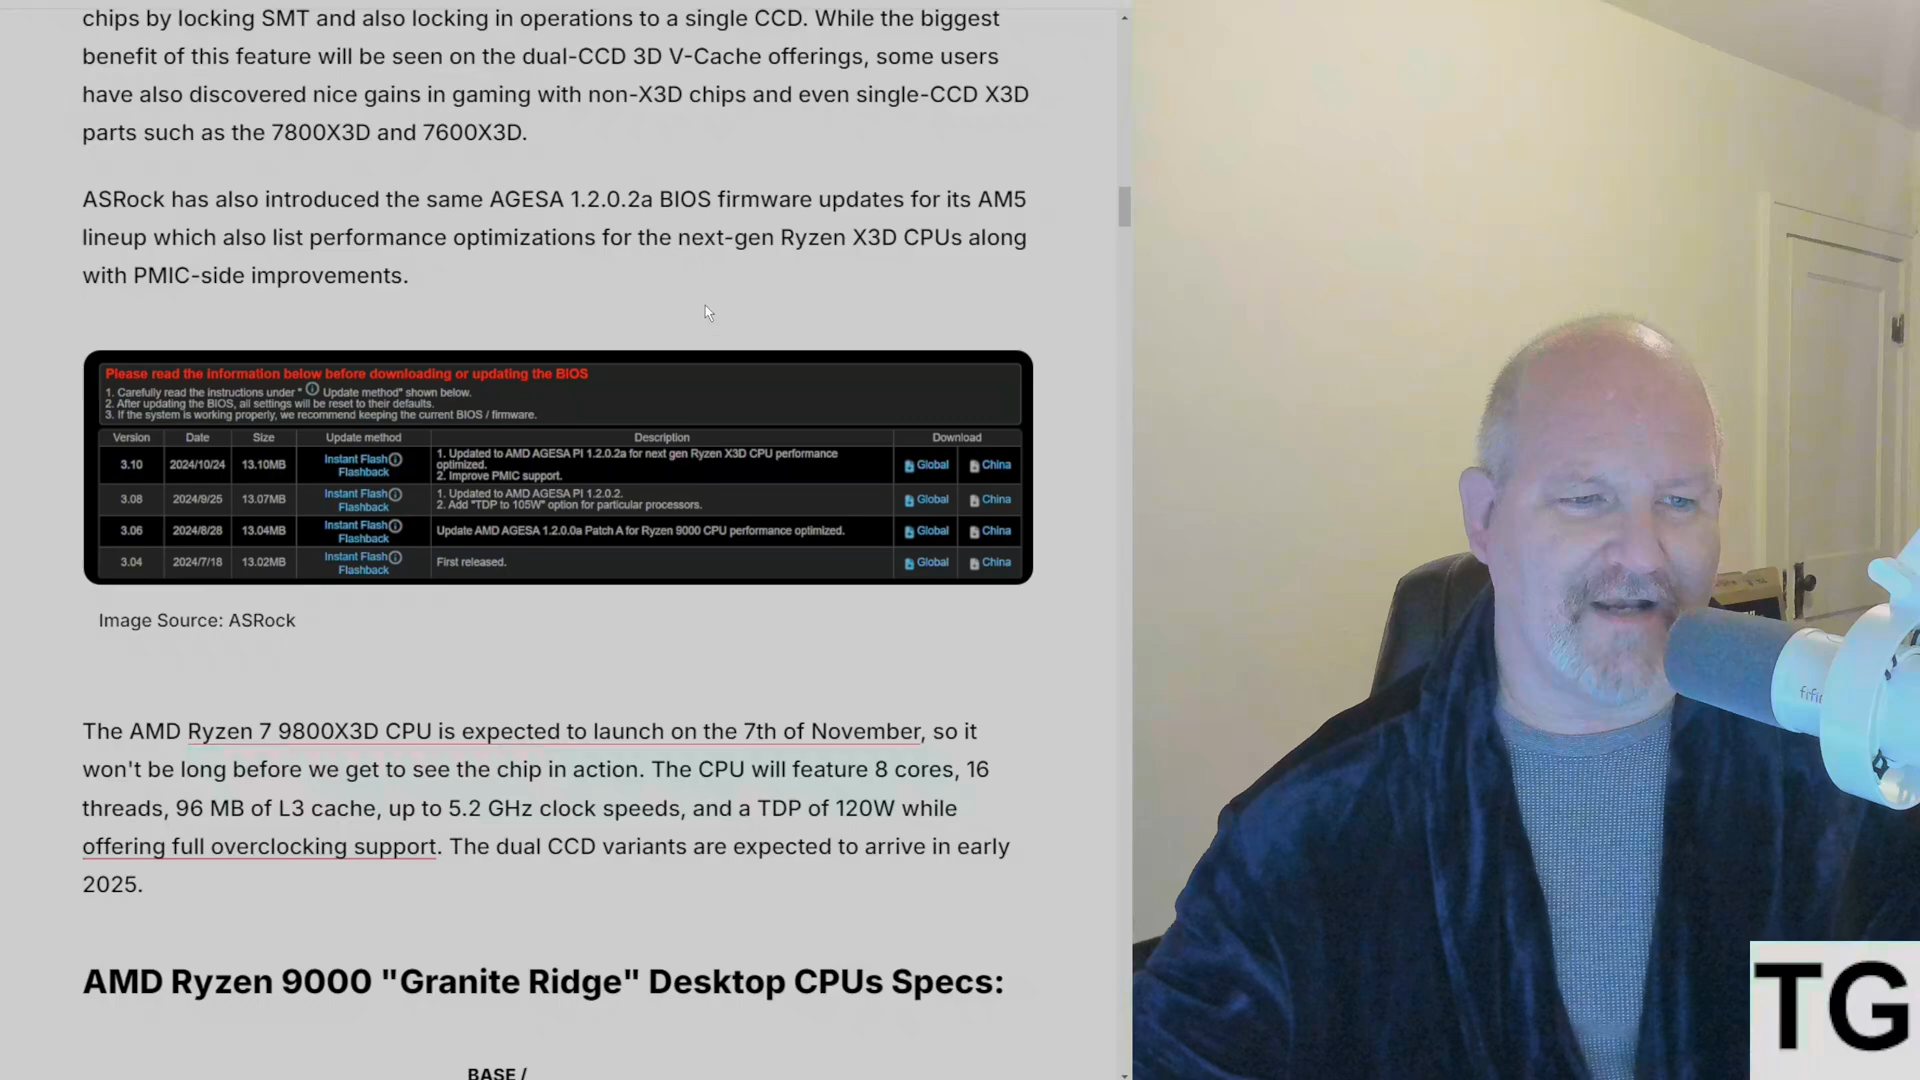 chips by locking SMT and also locking in operations to a single CCD. While the biggest
benefit of this feature will be seen on the dual-CCD 3D V-Cache offerings, some users
have also discovered nice gains in gaming with non-X3D chips and even single-CCD X3D
parts such as the 7800X3D and 7600X3D.
ASRock has also introduced the same AGESA 1.2.0.2a BIOS firmware updates for its AM5
lineup which also list performance optimizations for the next-gen Ryzen X3D CPUs along
with PMIC-side improvements.
Please read the information below before downloading or updating the BIOS
1. Carefully read the instructions under " Update method" shown below.
2. After updating the BIOS, all settings will be reset to their defaults.
3. If the system is working properly, we recommend keeping the current BIOS / firmware.
Version Date Size Update method Description Download
3.10 2024/10/24 13.10MB Instant Flash Flashback 1. Updated to AMD AGESA PI 1.2.0.2a for next gen Ryzen X3D CPU performance optimized. 2. Improve PMIC support. Global China
3.08 2024/9/25 13.07MB Instant Flash Flashback 1. Updated to AMD AGESA PI 1.2.0.2. 2. Add "TDP to 105W" option for particular processors. Global China
3.06 2024/8/28 13.04MB Instant Flash Flashback Update AMD AGESA 1.2.0.0a Patch A for Ryzen 9000 CPU performance optimized. Global China
3.04 2024/7/18 13.02MB Instant Flash Flashback First released. Global China
Image Source: ASRock
The AMD Ryzen 7 9800X3D CPU is expected to launch on the 7th of November, so it
won't be long before we get to see the chip in action. The CPU will feature 8 cores, 16
threads, 96 MB of L3 cache, up to 5.2 GHz clock speeds, and a TDP of 120W while
offering full overclocking support. The dual CCD variants are expected to arrive in early
2025.
AMD Ryzen 9000 "Granite Ridge" Desktop CPUs Specs:
BASE /
TG